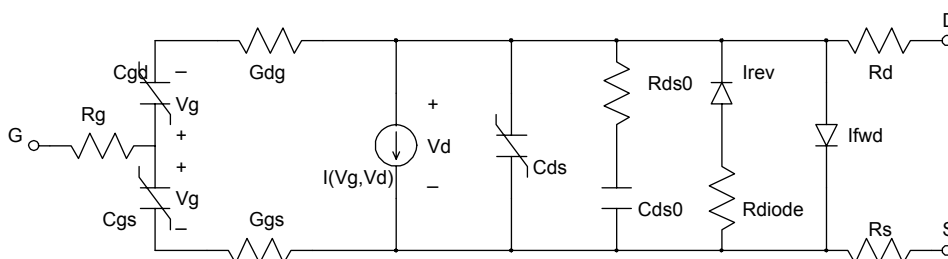 D
Cgd
–
Gdg
Rd
Rg
Vg
G
+
+
Vg
Cgs
–
Ggs
+
Vd
–
I(Vg,Vd)
Cds
Rds0
Cds0
Irev
Rdiode
Ifwd
Rs
S